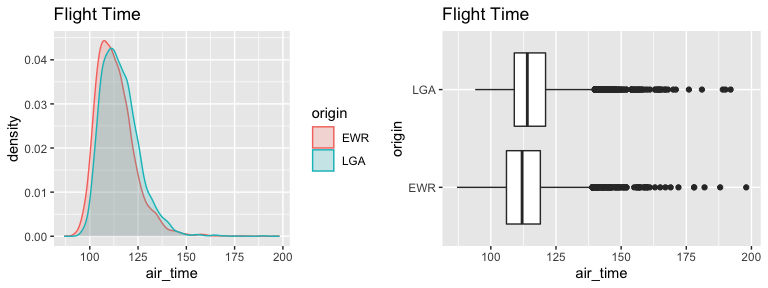 Flight Time
0.04
0.03
0.02
0.01
0.00
density
100
125
150
175
200
air_time
origin
EWR
LGA
Flight Time
LGA
EWR
origin
100
125
150
175
200
air_time